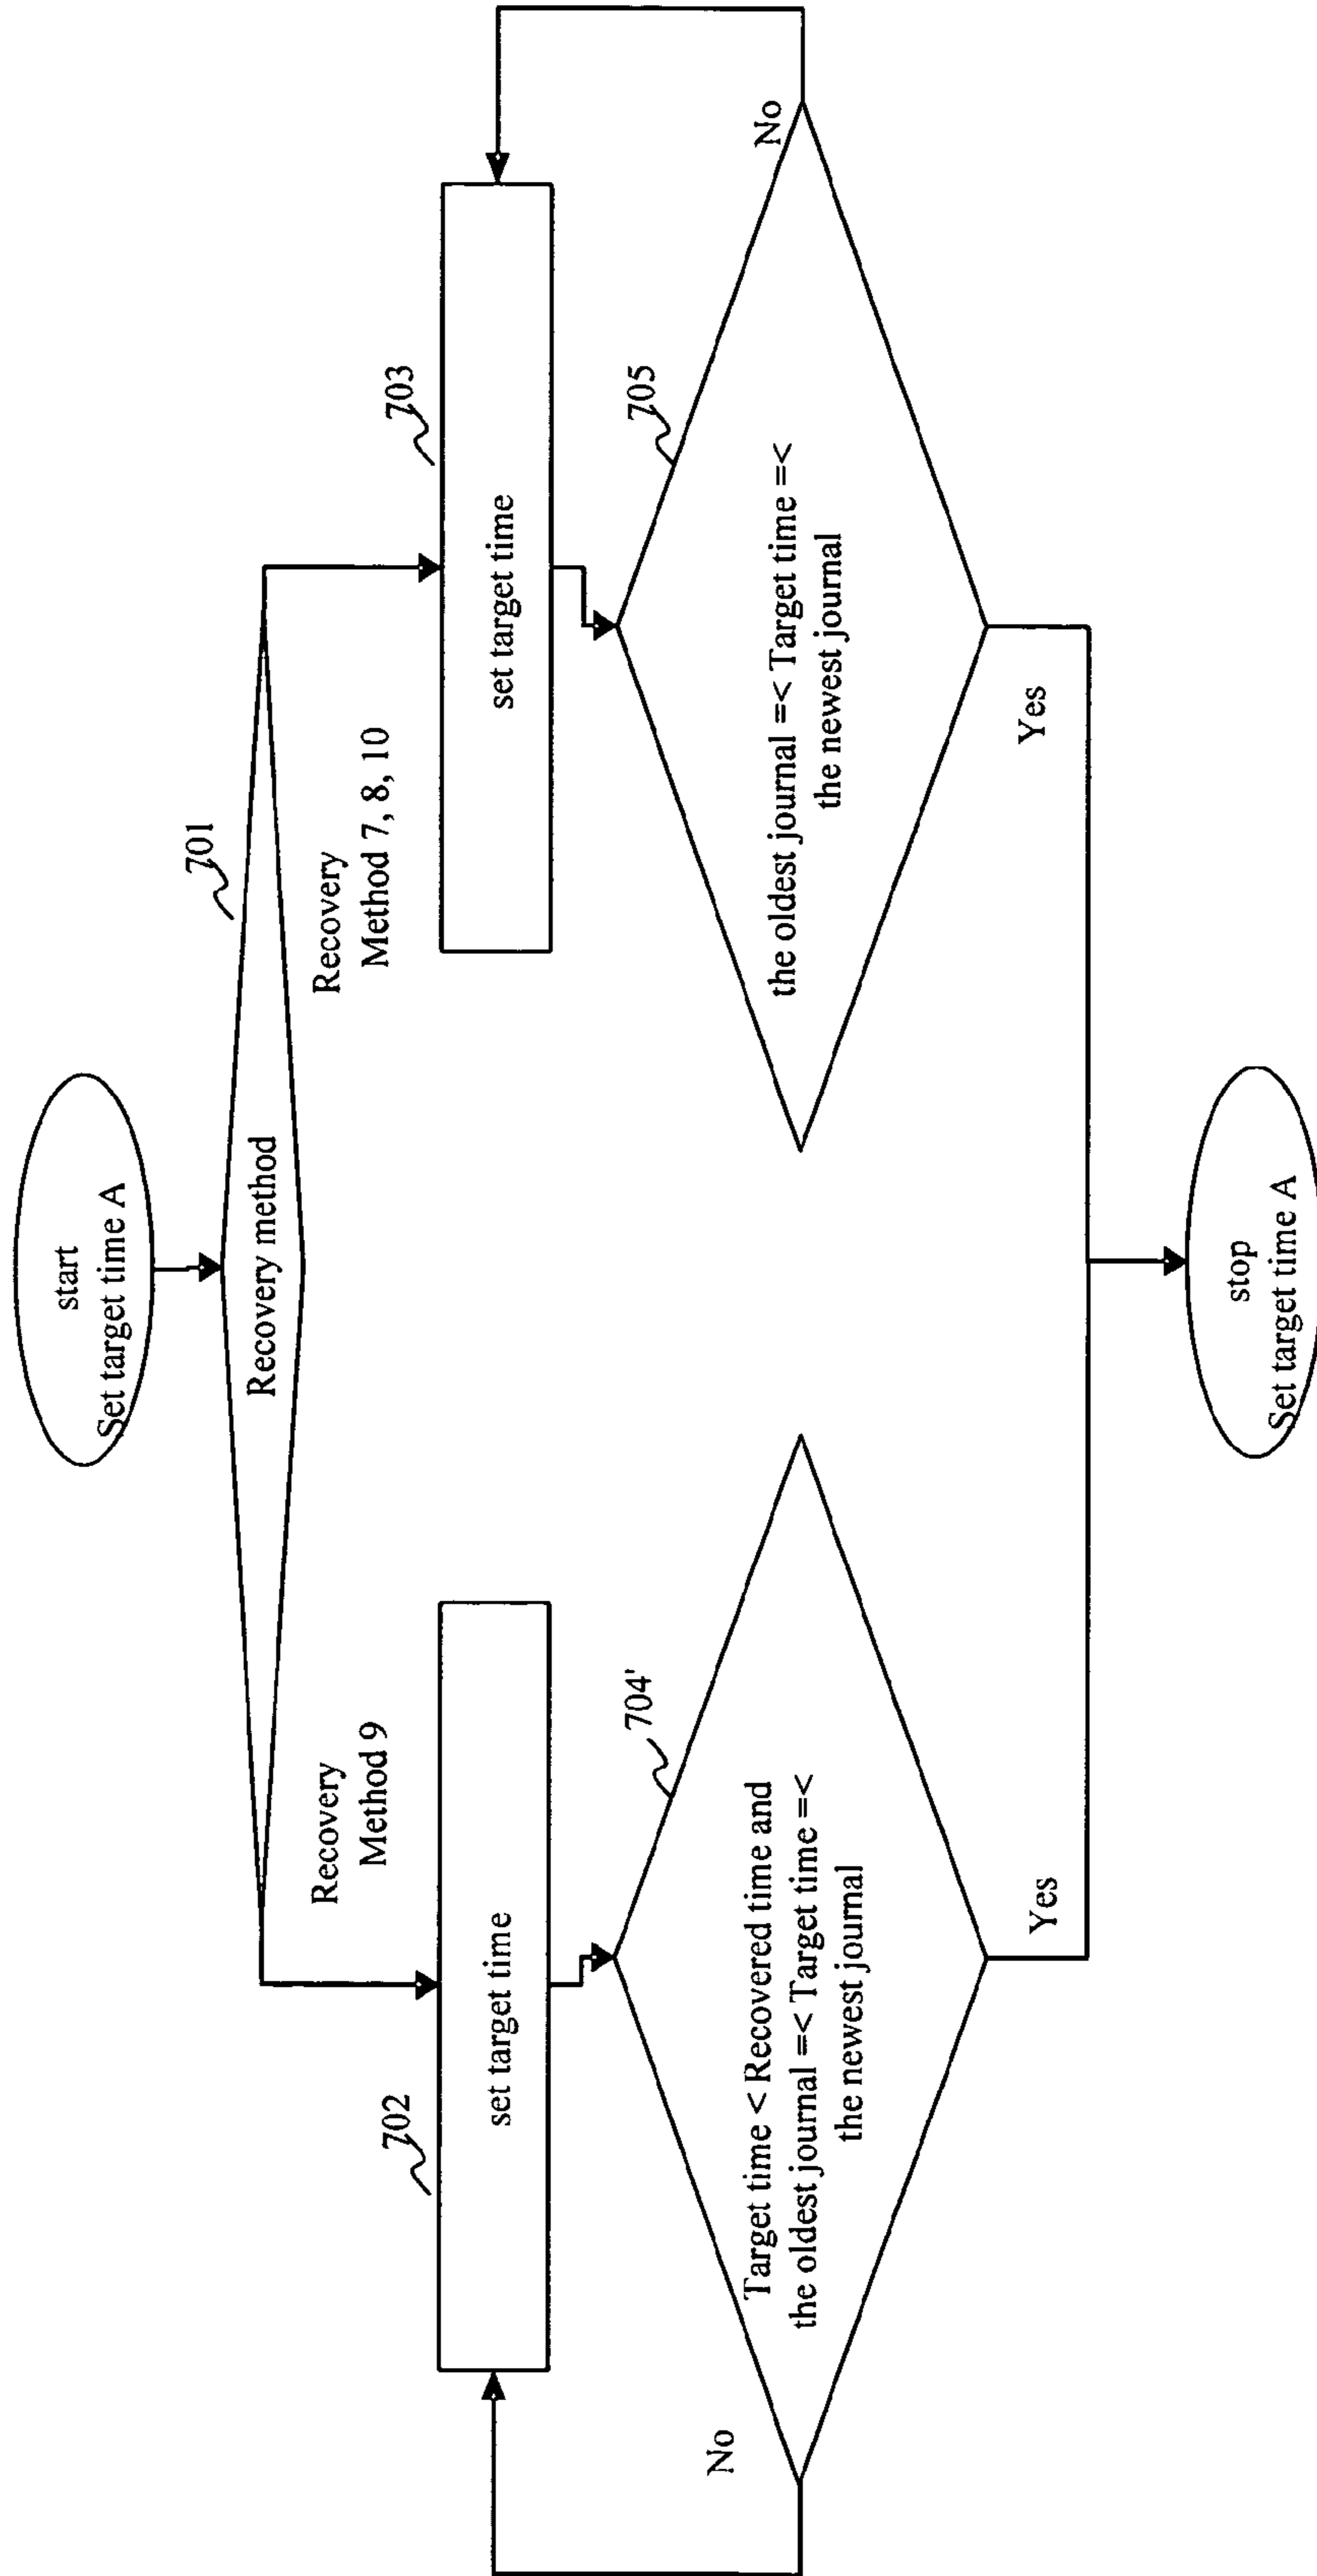 start
Set target time A
701
Recovery method
Recovery
Method 9
Recovery
Method 7, 8, 10
702
set target time
703
set target time
704'
Target time < Recovered time and
the oldest journal =< Target time =<
the newest journal
No
Yes
705
the oldest journal =< Target time =<
the newest journal
No
Yes
stop
Set target time A